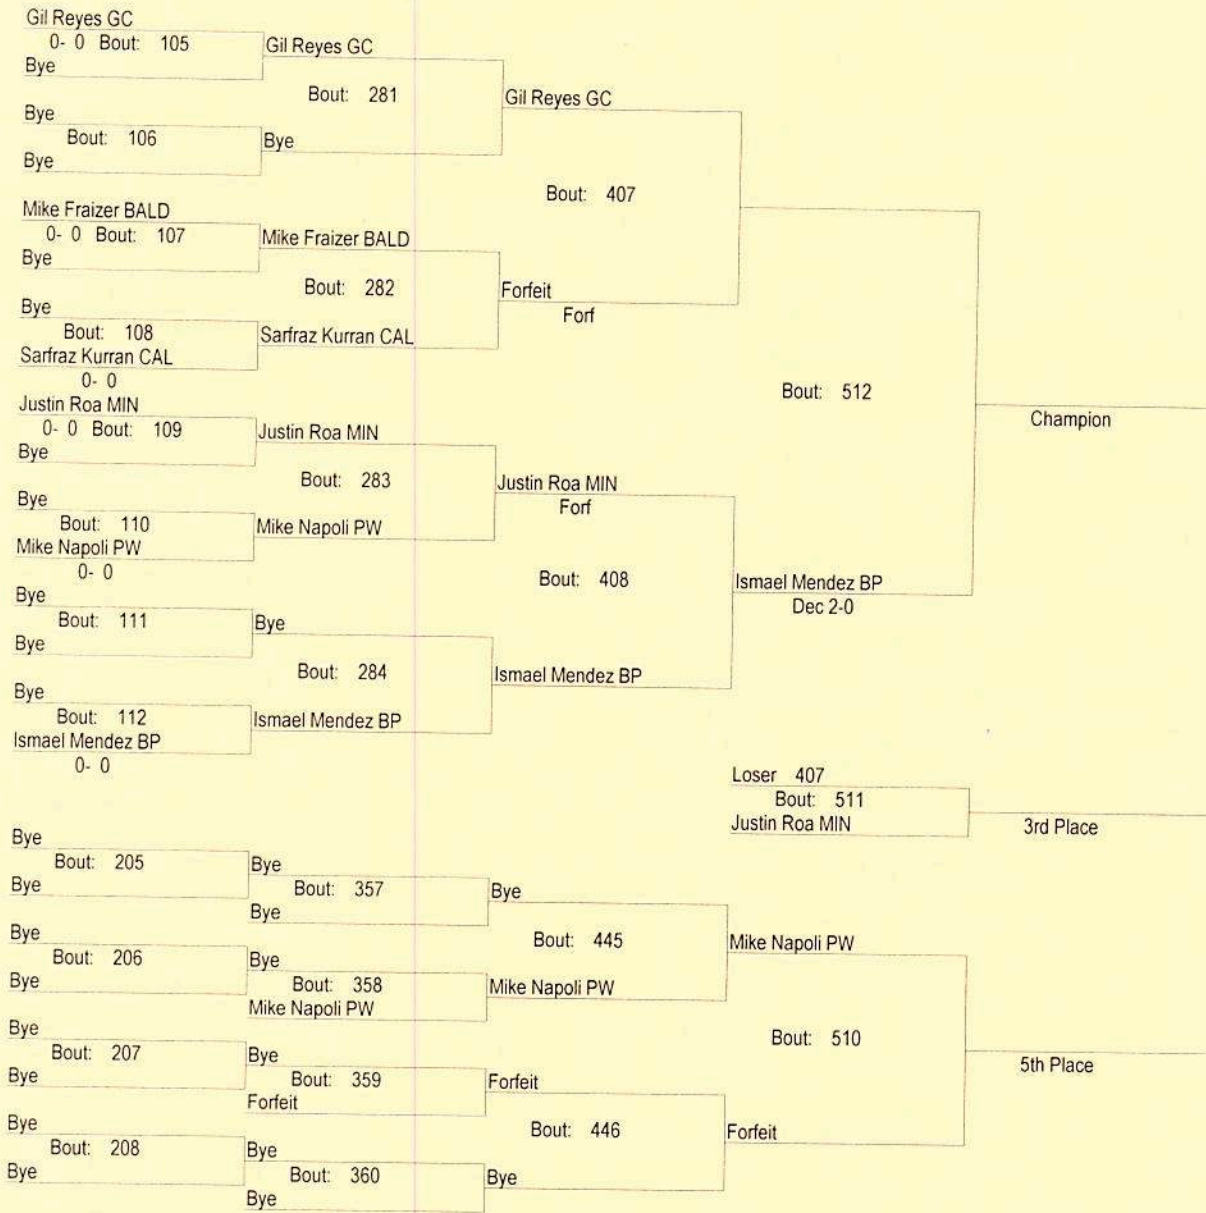 Gil Reyes GC
0- 0 Bout: 105
Gil Reyes GC
Bye
Bout: 281
Gil Reyes GC
Bye
Bout: 106
Bye
Bye
Bout: 407
Mike Fraizer BALD
0- 0 Bout: 107
Mike Fraizer BALD
Bye
Bout: 282
Forfeit
Forf
Bye
Bout: 108
Sarfraz Kurran CAL
Sarfraz Kurran CAL
0- 0
Bout: 512
Champion
Justin Roa MIN
0- 0 Bout: 109
Justin Roa MIN
Bye
Bout: 283
Justin Roa MIN
Forf
Bye
Bout: 110
Mike Napoli PW
Mike Napoli PW
0- 0
Bout: 408
Ismael Mendez BP
Dec 2-0
Bye
Bout: 111
Bye
Bye
Bout: 284
Ismael Mendez BP
Bye
Bout: 112
Ismael Mendez BP
Ismael Mendez BP
0- 0
Loser 407
Bout: 511
Justin Roa MIN
3rd Place
Bye
Bout: 205
Bye
Bye
Bout: 357
Bye
Bye
Bout: 445
Mike Napoli PW
Bye
Bout: 206
Bye
Bye
Bout: 358
Mike Napoli PW
Mike Napoli PW
Bout: 510
5th Place
Bye
Bout: 207
Bye
Bye
Bout: 359
Forfeit
Forfeit
Bout: 446
Forfeit
Bye
Bout: 208
Bye
Bye
Bout: 360
Bye
Bye